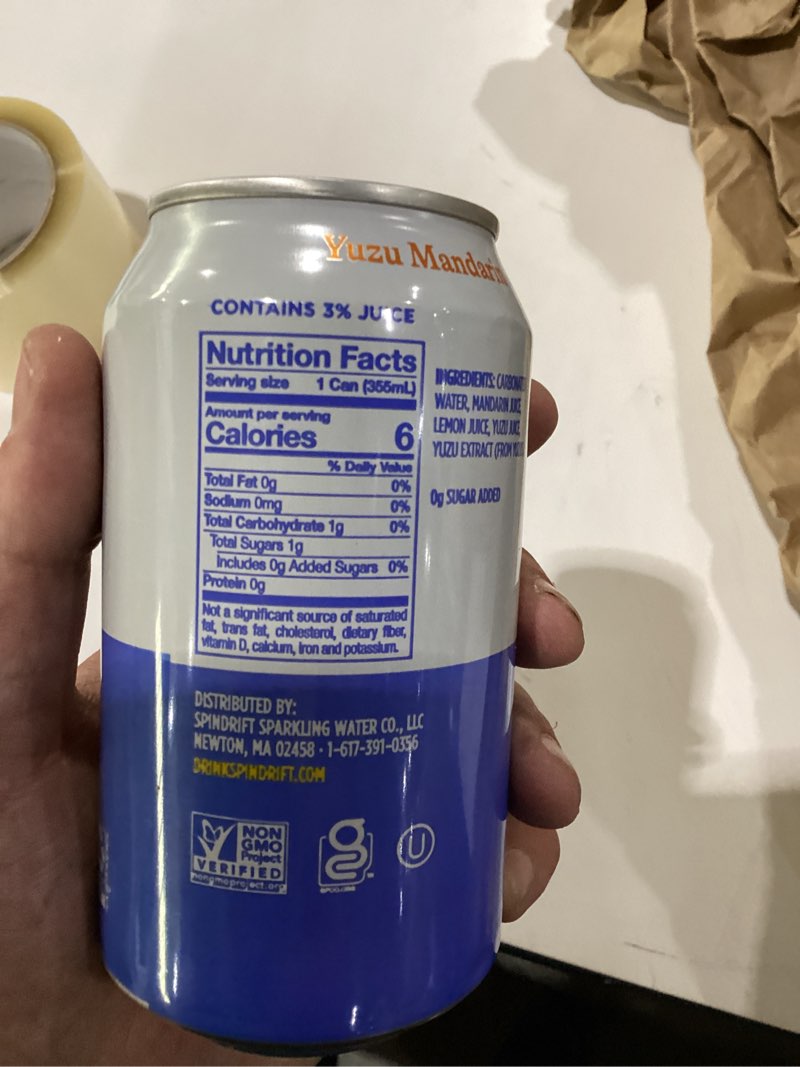 Yuzu Mandarin
CONTAINS 3% JUICE
Nutrition Facts
Serving size 1 Can (355mL)
Amount per serving
Calories 6
% Daily Value
Total Fat 0g 0%
Sodium 0mg 0%
Total Carbohydrate 1g 0%
Total Sugars 1g
Includes 0g Added Sugars 0%
Protein 0g
Not a significant source of saturated
fat, trans fat, cholesterol, dietary fiber,
vitamin D, calcium, iron and potassium.
INGREDIENTS:
WATER, MANDARIN JUICE
LEMON JUICE, YUZU JUICE
YUZU EXTRACT (FROM
0g SUGAR ADDED
DISTRIBUTED BY:
SPINDRIFT SPARKLING WATER CO., LLC
NEWTON, MA 02458 · 1-617-391-0356
DRINKSPINDRIFT.COM
NON
GMO
Project
VERIFIED
nongmoproject.org
g
U